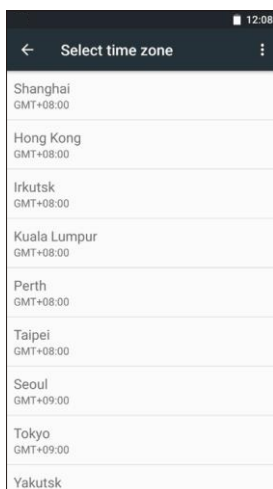 12:08
Select time zone
Shanghai
GMT+08:00
Hong Kong
GMT+08:00
Irkutsk
GMT+08:00
Kuala Lumpur
GMT+08:00
Perth
GMT+08:00
Taipei
GMT+08:00
Seoul
GMT+09:00
Tokyo
GMT+09:00
Yakutsk